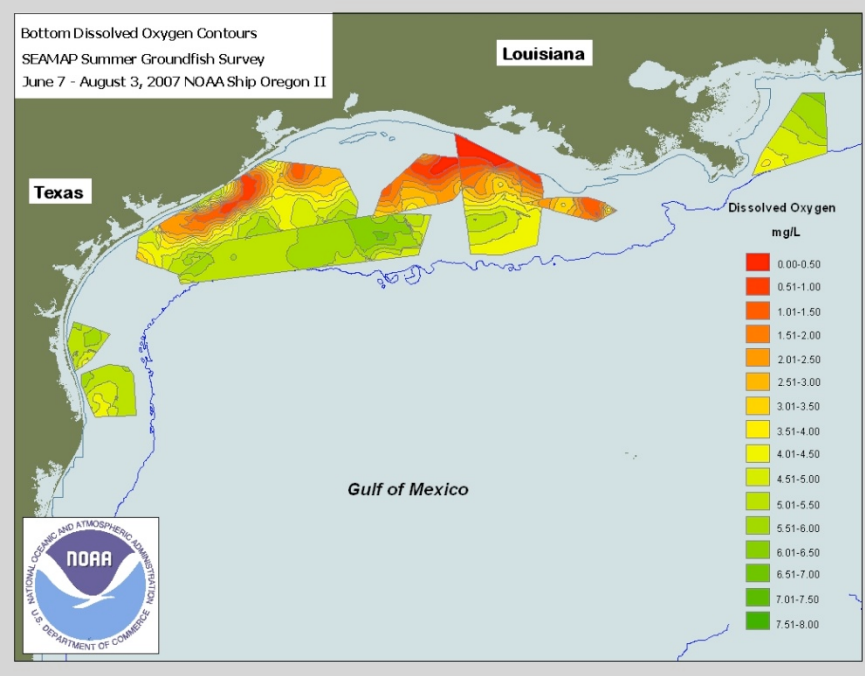 Bottom Dissolved Oxygen Contours
SEAMAP Summer Groundfish Survey
June 7 - August 3, 2007 NOAA Ship Oregon II
Louisiana
Texas
Dissolved Oxygen
mg/L
0.00-0.50
0.51-1.00
1.01-1.50
1.51-2.00
2.01-2.50
2.51-3.00
3.01-3.50
3.51-4.00
4.01-4.50
4.51-5.00
5.01-5.50
5.51-6.00
6.01-6.50
6.51-7.00
7.01-7.50
7.51-8.00
Gulf of Mexico
NATIONAL OCEANIC AND ATMOSPHERIC ADMINISTRATION
NOAA
U.S. DEPARTMENT OF COMMERCE